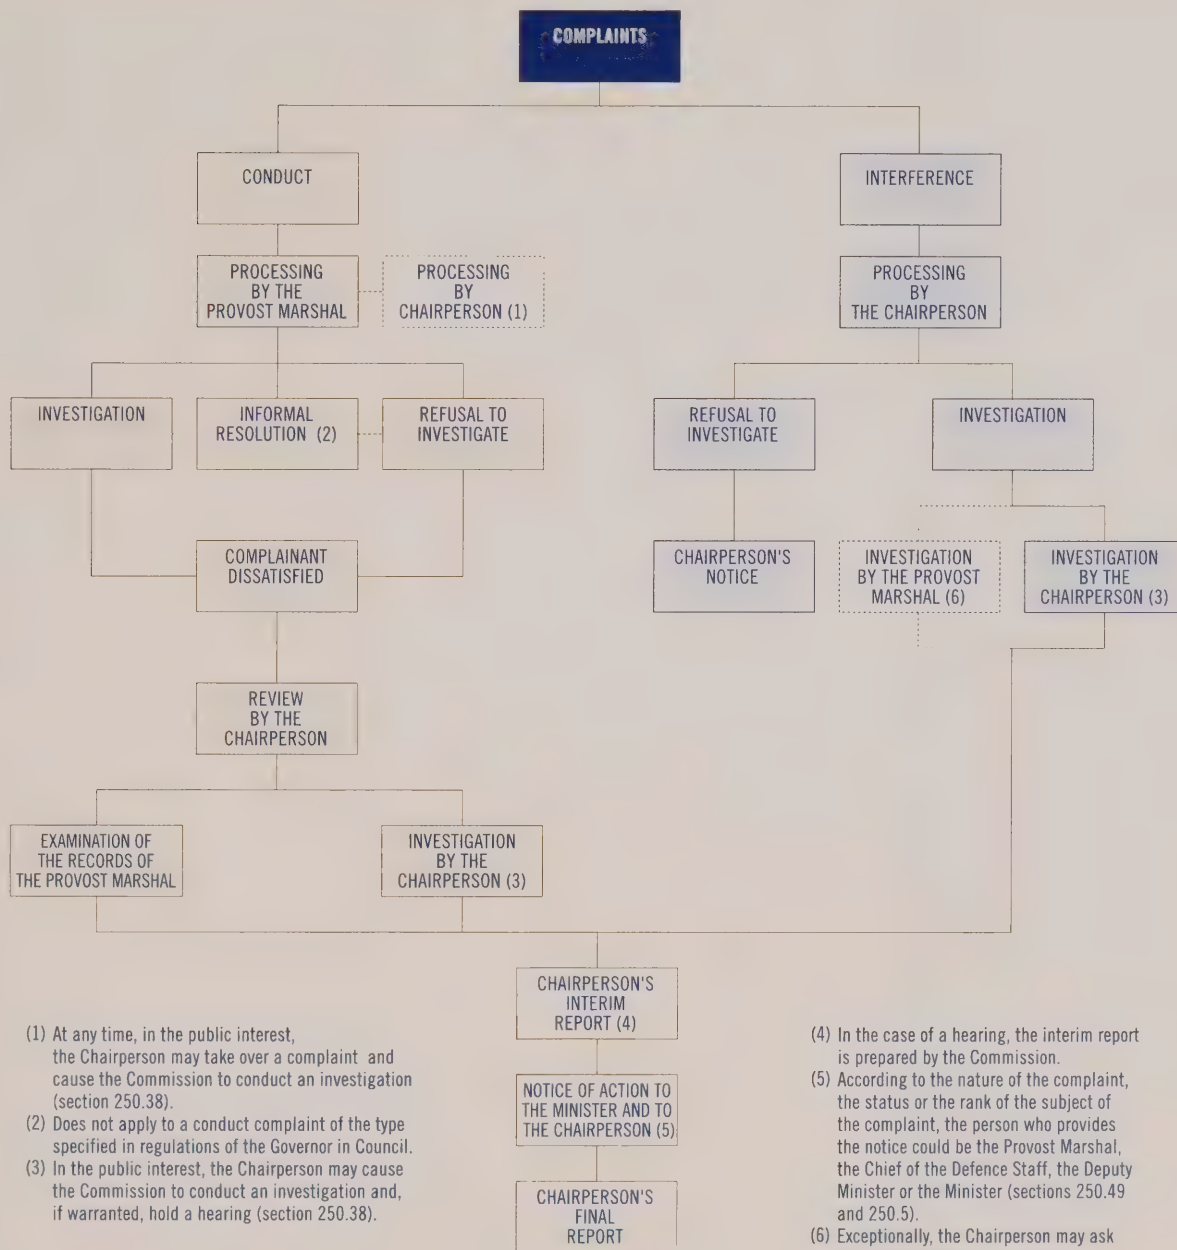 COMPLAINTS
CONDUCT
INTERFERENCE
PROCESSING
BY THE
PROVOST MARSHAL
PROCESSING
BY
CHAIRPERSON (1)
PROCESSING
BY
THE CHAIRPERSON
INVESTIGATION
INFORMAL
RESOLUTION (2)
REFUSAL TO
INVESTIGATE
REFUSAL TO
INVESTIGATE
INVESTIGATION
COMPLAINANT
DISSATISFIED
CHAIRPERSON'S
NOTICE
INVESTIGATION
BY THE PROVOST
MARSHAL (6)
INVESTIGATION
BY THE
CHAIRPERSON (3)
REVIEW
BY THE
CHAIRPERSON
EXAMINATION OF
THE RECORDS OF
THE PROVOST MARSHAL
INVESTIGATION
BY THE
CHAIRPERSON (3)
CHAIRPERSON'S
INTERIM
REPORT (4)
NOTICE OF ACTION TO
THE MINISTER AND TO
THE CHAIRPERSON (5)
CHAIRPERSON'S
FINAL
REPORT
(1) At any time, in the public interest,
the Chairperson may take over a complaint and
cause the Commission to conduct an investigation
(section 250.38).
(2) Does not apply to a conduct complaint of the type
specified in regulations of the Governor in Council.
(3) In the public interest, the Chairperson may cause
the Commission to conduct an investigation and,
if warranted, hold a hearing (section 250.38).
(4) In the case of a hearing, the interim report
is prepared by the Commission.
(5) According to the nature of the complaint,
the status or the rank of the subject of
the complaint, the person who provides
the notice could be the Provost Marshal,
the Chief of the Defence Staff, the Deputy
Minister or the Minister (sections 250.49
and 250.5).
(6) Exceptionally, the Chairperson may ask